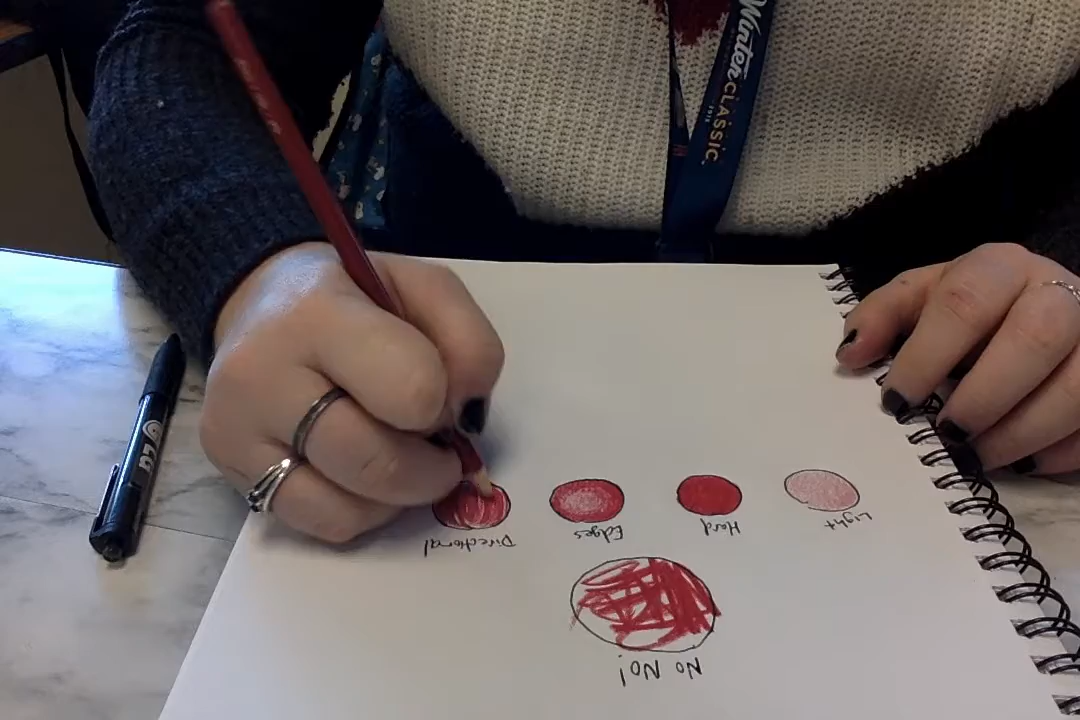 Winter
CLASSIC
No No!
Light
Hard
Edges
Directional